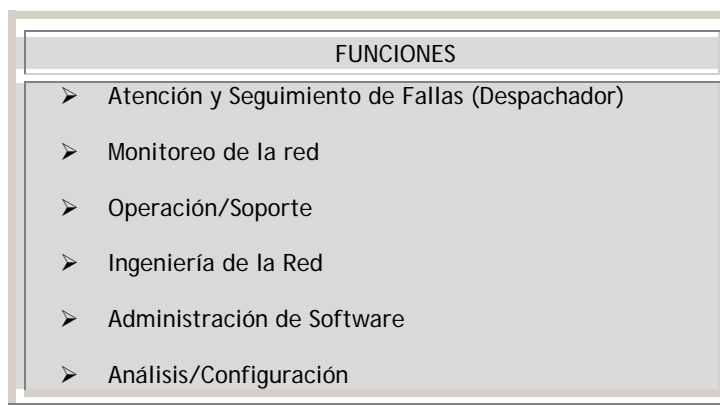 FUNCIONES
➢ Atención y Seguimiento de Fallas (Despachador)
➢ Monitoreo de la red
➢ Operación/Soporte
➢ Ingeniería de la Red
➢ Administración de Software
➢ Análisis/Configuración